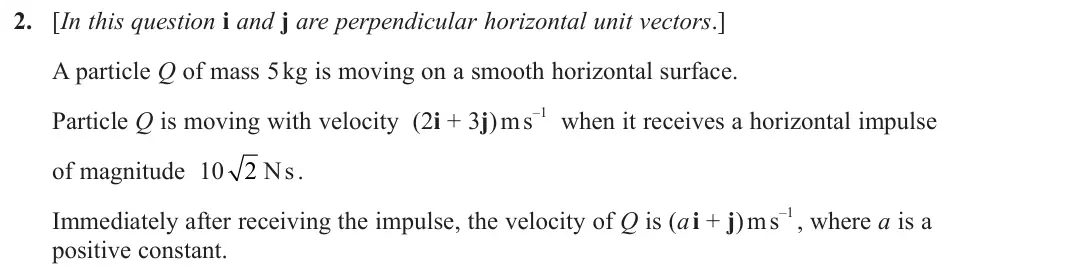 2. [In this question i and j are perpendicular horizontal unit vectors.]
A particle Q of mass 5 kg is moving on a smooth horizontal surface.
Particle Q is moving with velocity (2i + 3j) m s⁻¹ when it receives a horizontal impulse
of magnitude 10√2 N s.
Immediately after receiving the impulse, the velocity of Q is (ai + j) m s⁻¹, where a is a
positive constant.